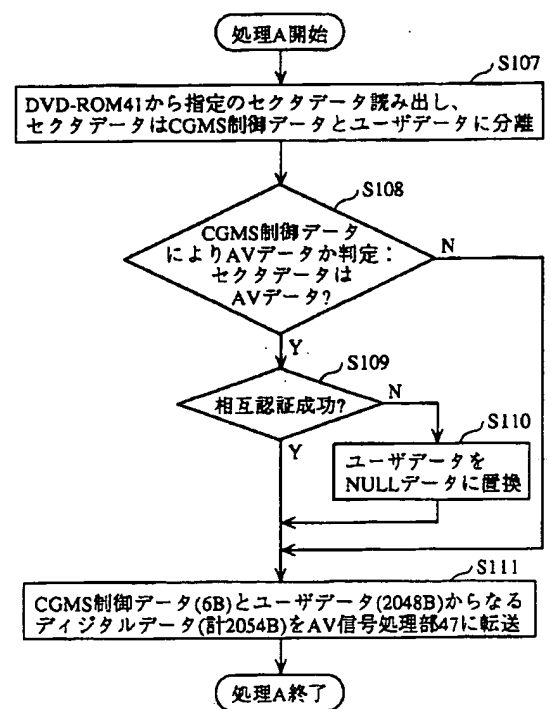 処理A開始
S107
DVD-ROM41から指定のセクタデータ読み出し、
セクタデータはCGMS制御データとユーザデータに分離
S108
CGMS制御データ
によりAVデータか判定：
セクタデータは
AVデータ?
N
Y
S109
相互認証成功?
N
Y
S110
ユーザデータを
NULLデータに置換
S111
CGMS制御データ(6B)とユーザデータ(2048B)からなる
ディジタルデータ(計2054B)をAV信号処理部47に転送
処理A終了